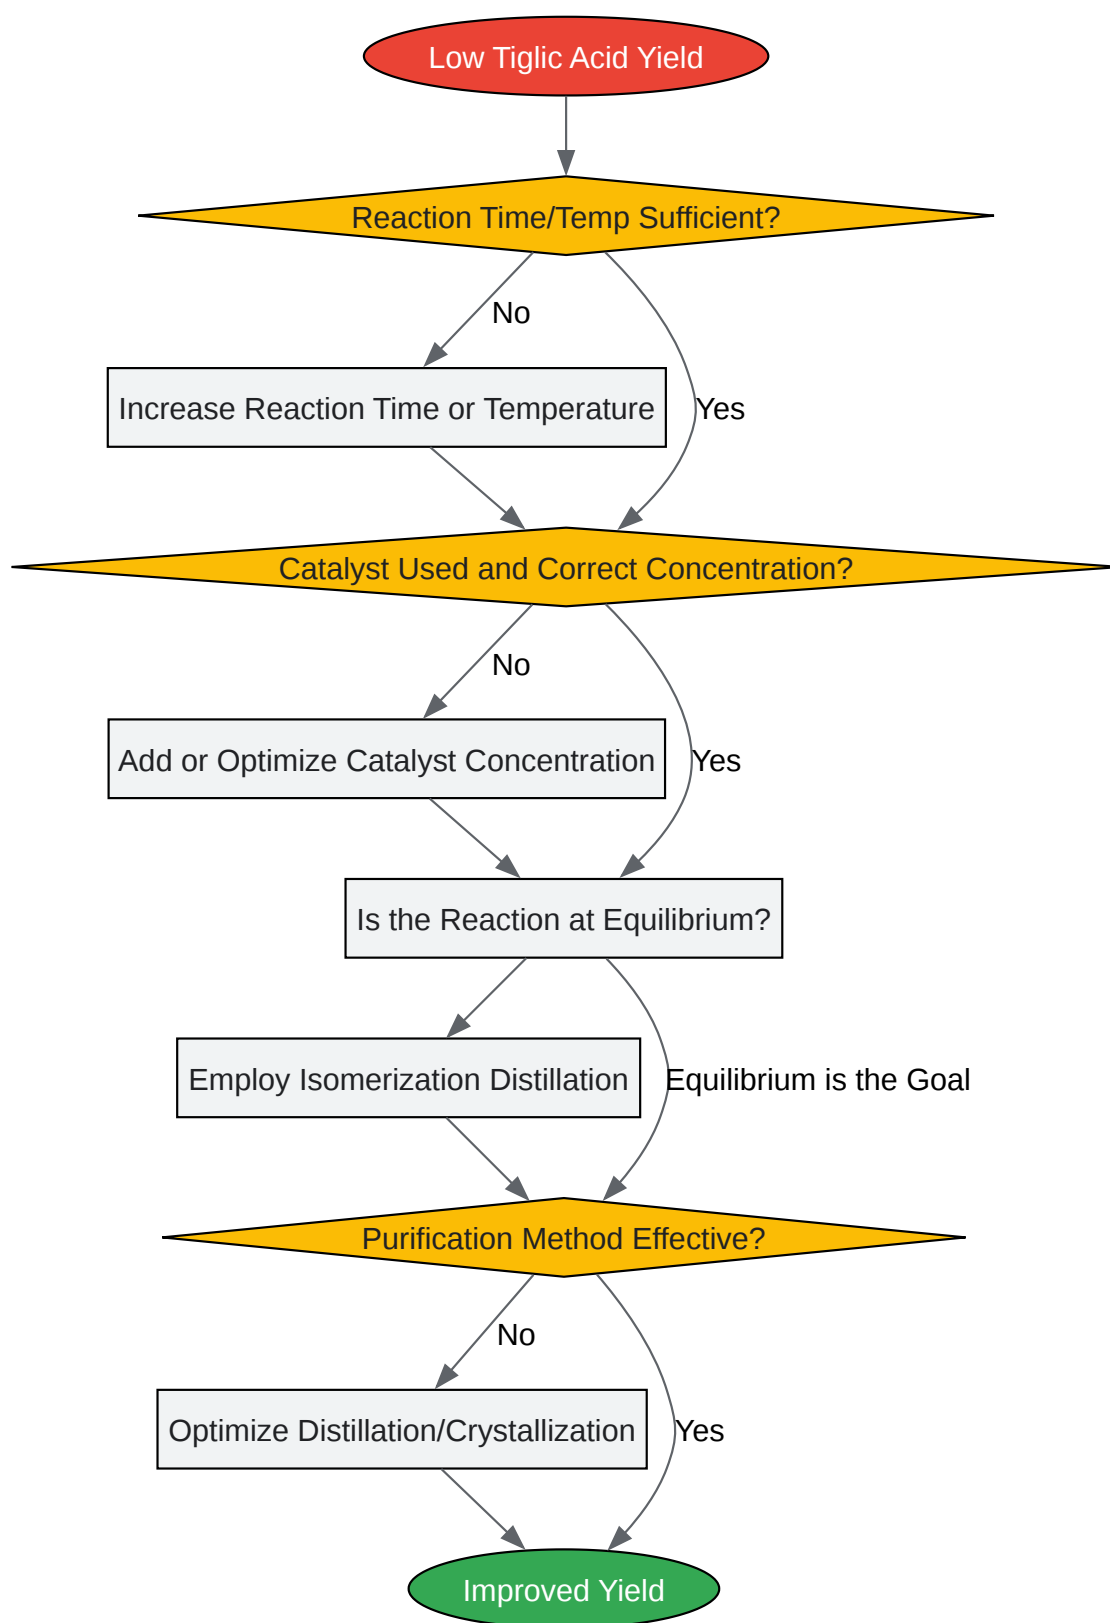 Low Tiglic Acid Yield
Reaction Time/Temp Sufficient?
No
Increase Reaction Time or Temperature
Yes
Catalyst Used and Correct Concentration?
No
Add or Optimize Catalyst Concentration
Yes
Is the Reaction at Equilibrium?
Employ Isomerization Distillation
Equilibrium is the Goal
Purification Method Effective?
No
Optimize Distillation/Crystallization
Yes
Improved Yield